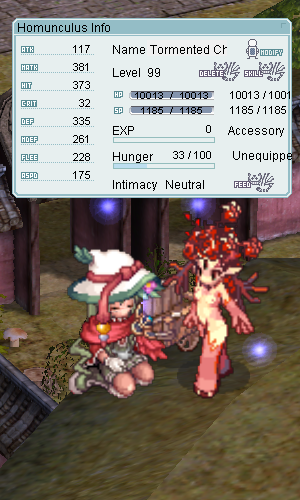 Homunculus Info
ATK 117
MATK 381
HIT 373
CRIT 32
DEF 335
MDEF 261
FLEE 228
ASPD 175
Name Tormented Ch
MODIFY
Level 99
DELETE SKILL
HP 10013 / 10013 10013 / 1001
SP 1185 / 1185 1185 / 1185
EXP 0 Accessory
Hunger 33 / 100 Unequippe
Intimacy Neutral
FEED